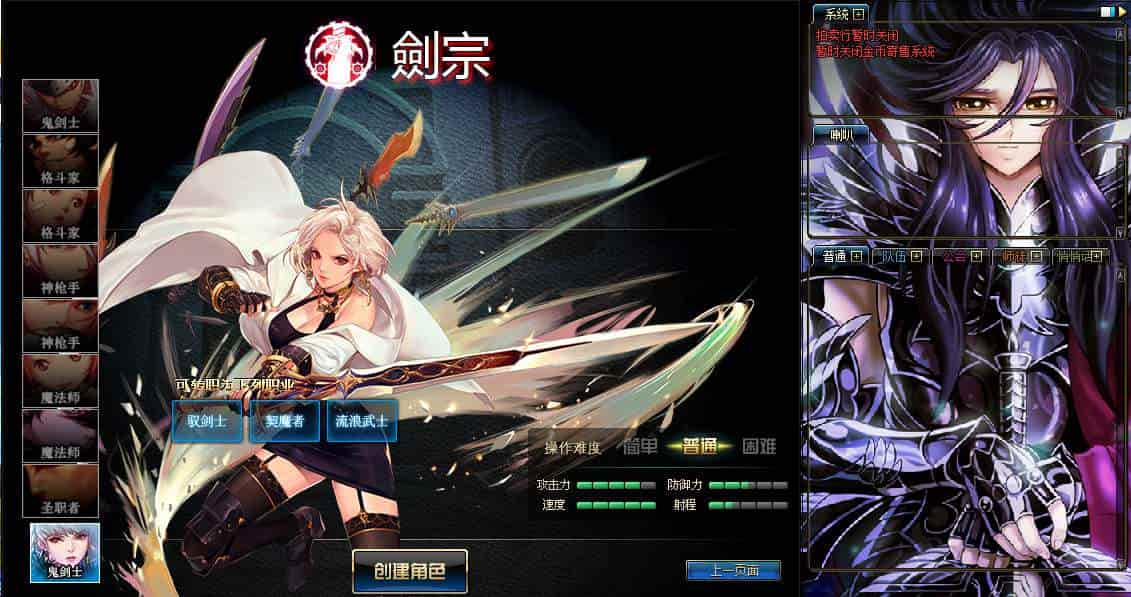 劍宗
鬼剑士
格斗家
格斗家
神枪手
神枪手
魔法师
魔法师
圣职者
鬼剑士
可转职为下列职业
驭剑士 契魔者 流浪武士
操作难度 简单 普通 困难
攻击力 防御力
速度 射程
创建角色
上一页面
系统
拍卖行暂时关闭
暂时关闭金币寄售系统
喇叭
普通 队伍 公会 师徒 悄悄话